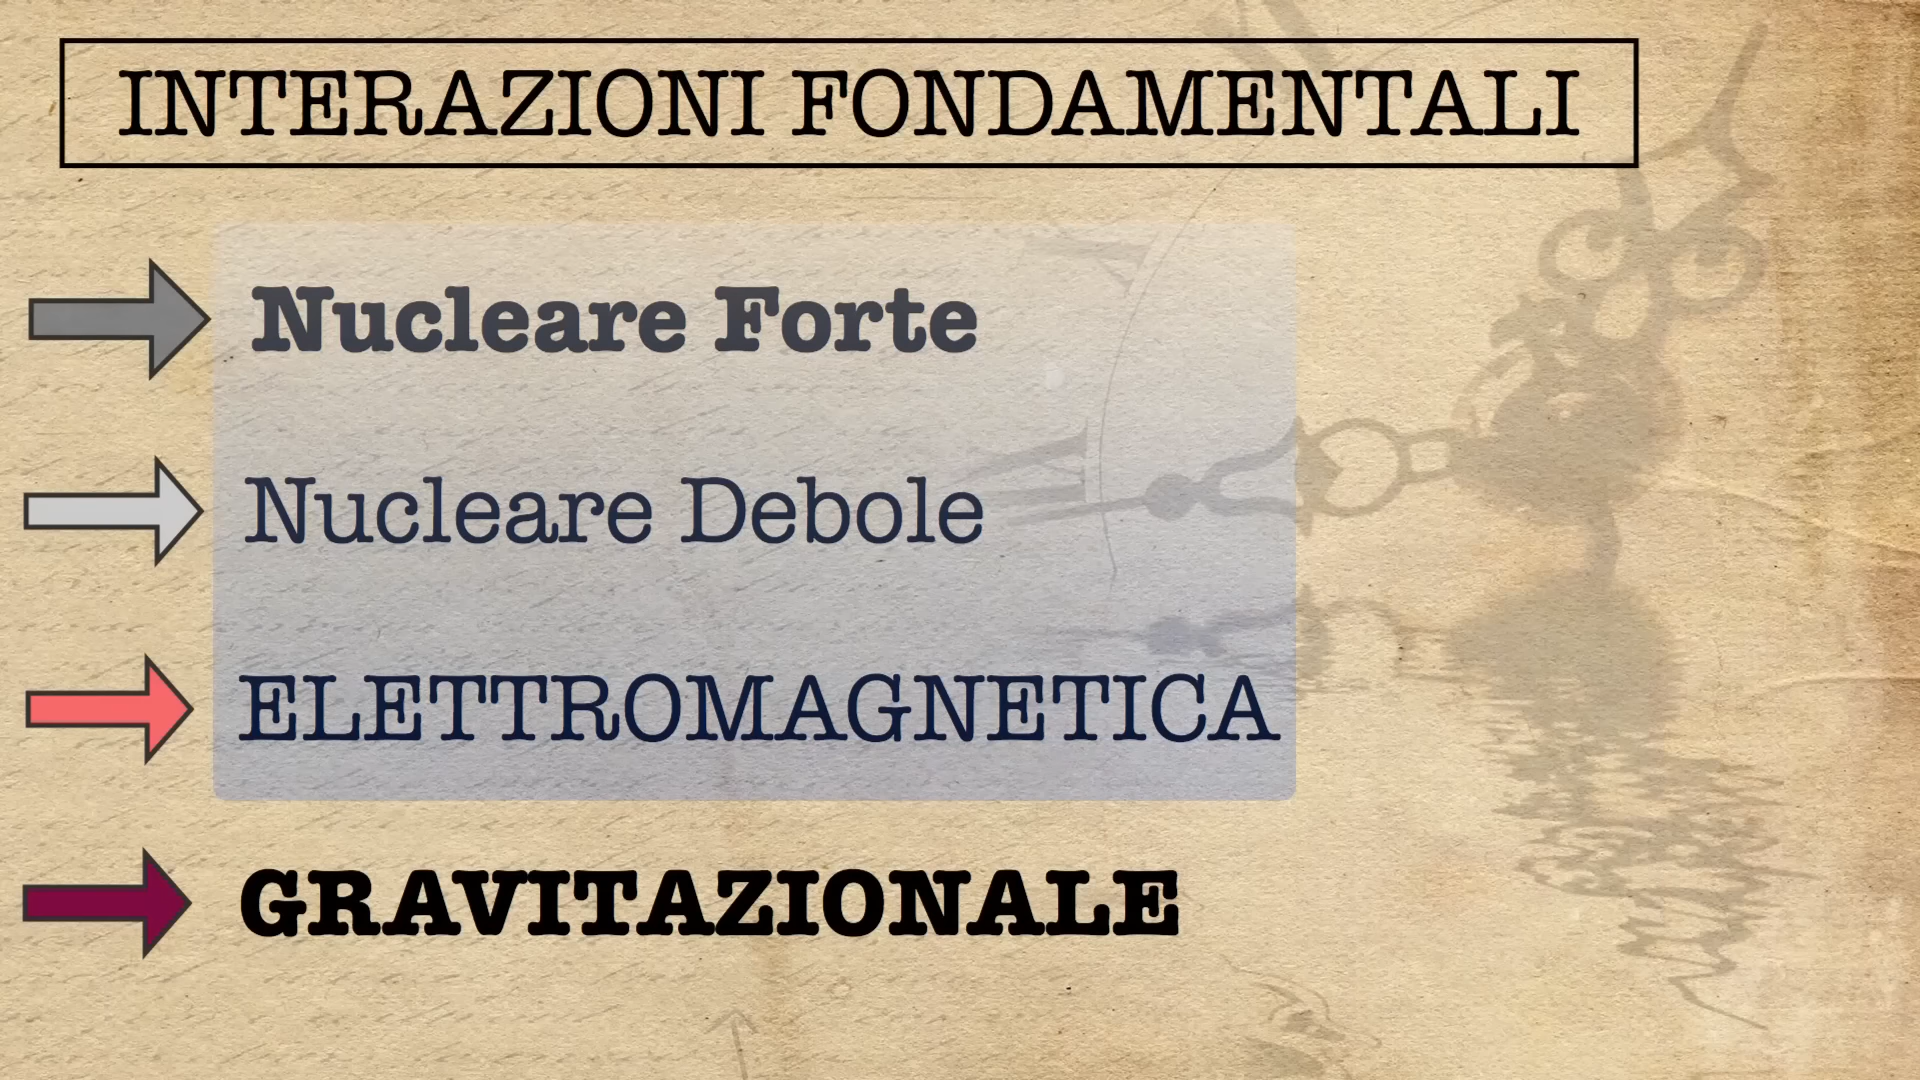 INTERAZIONI FONDAMENTALI
Nucleare Forte
Nucleare Debole
ELETTROMAGNETICA
GRAVITAZIONALE